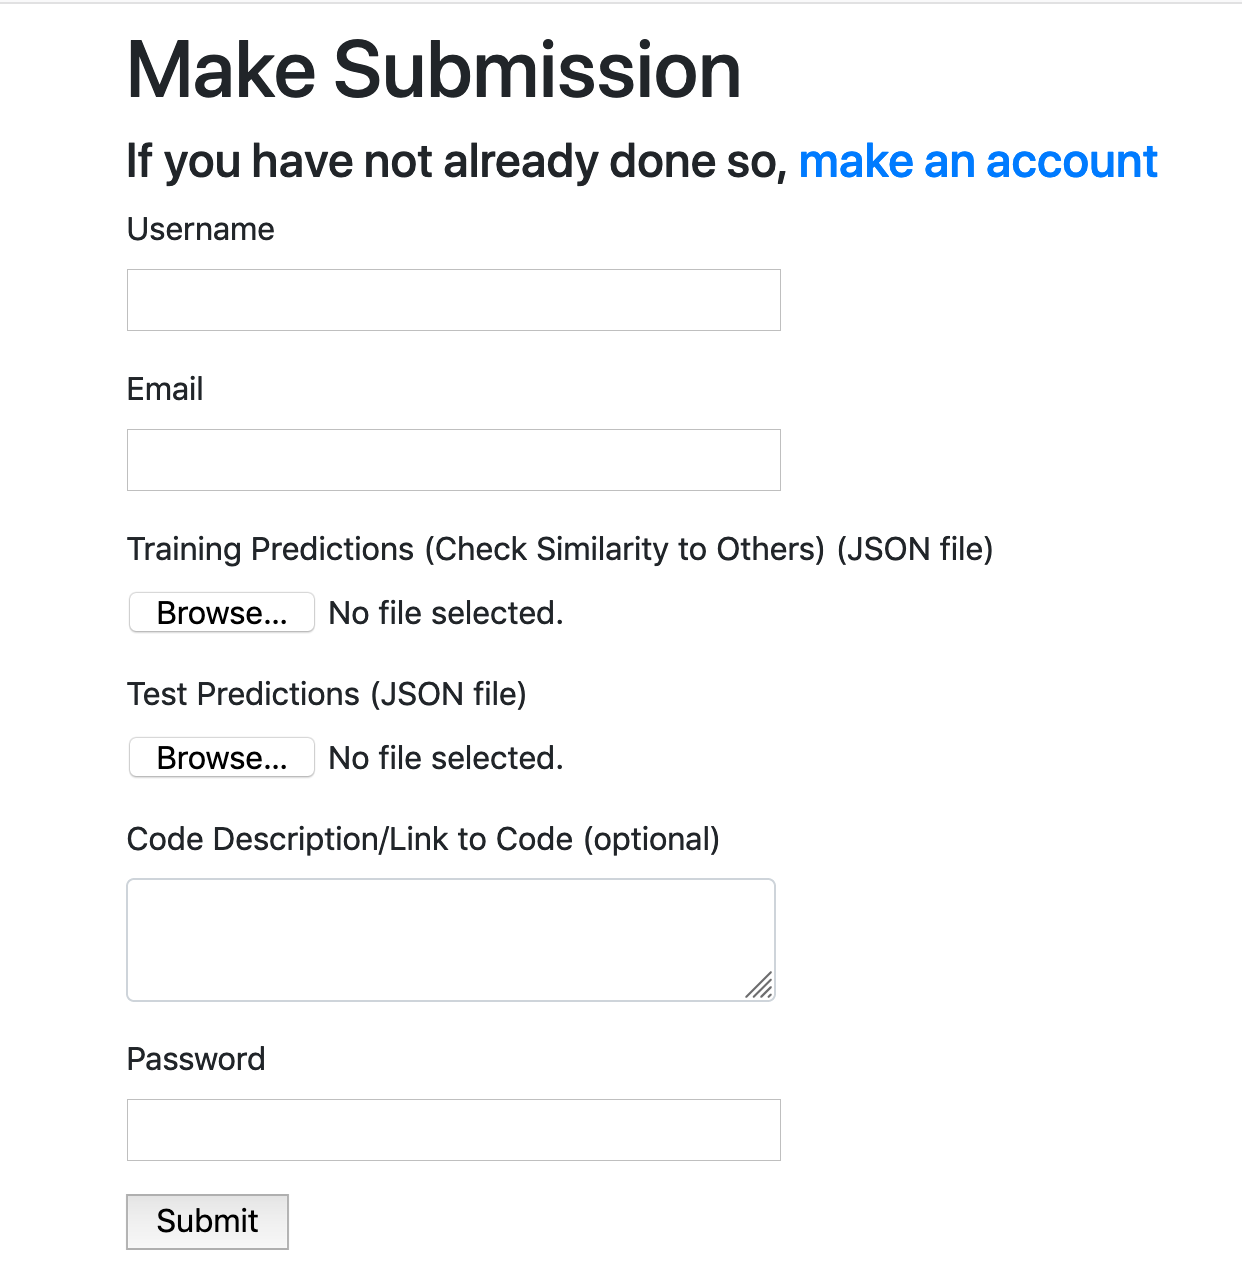 Make Submission
If you have not already done so, make an account
Username
Email
Training Predictions (Check Similarity to Others) (JSON file)
Browse... No file selected.
Test Predictions (JSON file)
Browse... No file selected.
Code Description/Link to Code (optional)
Password
Submit